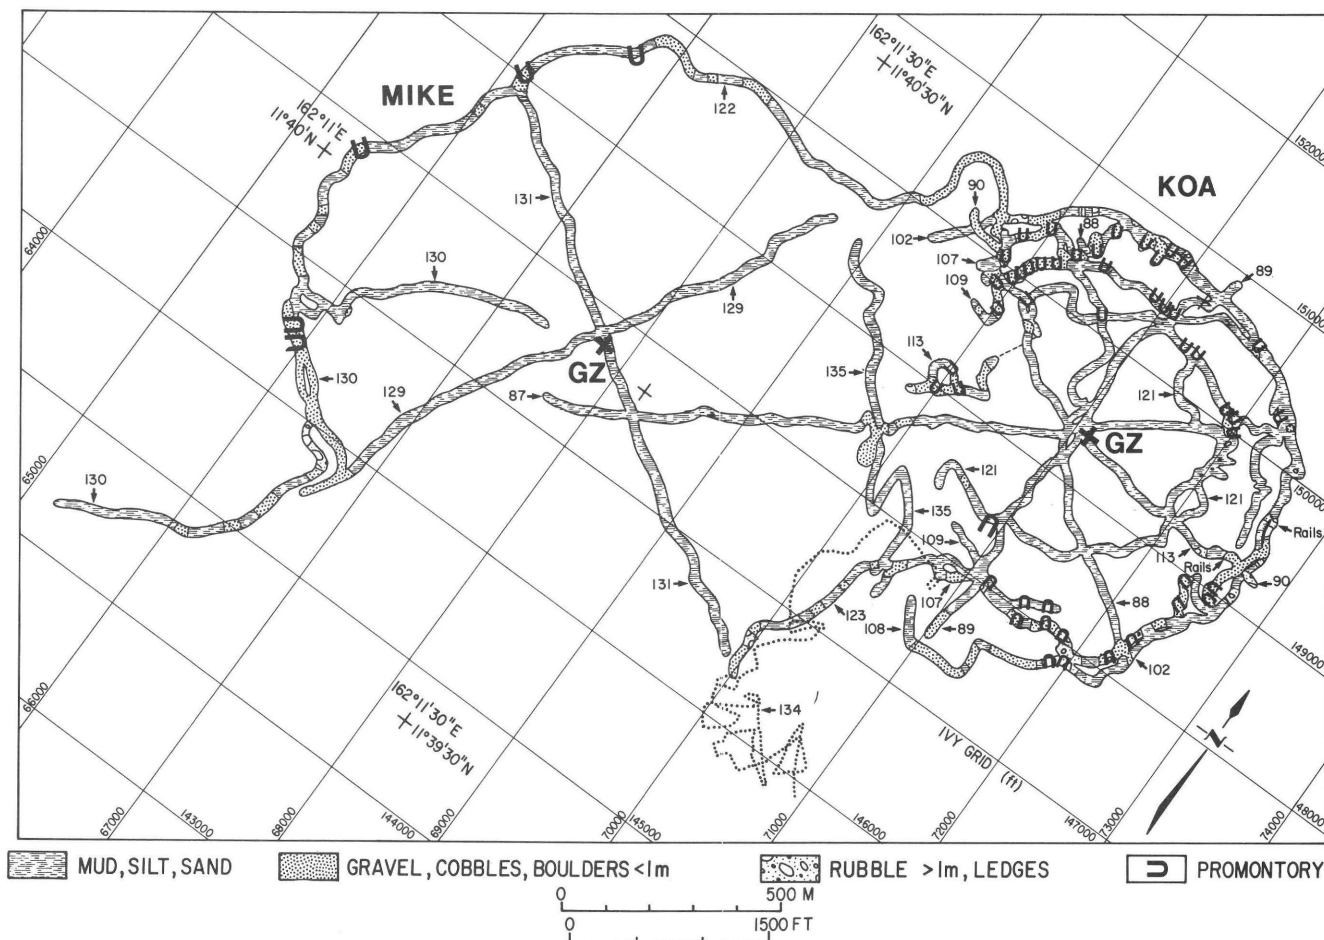 162°11'30"E
11°40'30"N
MIKE
162°11'E
11°40'N
122
152000
KOA
90
88
131
102
64000
107
130
109
89
129
151000
113
GZ
135
130
87
121
129
GZ
65000
121
121
150000
130
135
Rails
109
113
Rails
131
90
107
123
88
108
89
149000
102
66000
162°11'30"E
11°39'30"N
134
IVY GRID (ft)
N
67000
143000
68000
144000
69000
70000
145000
71000
146000
72000
147000
73000
74000
48000
MUD, SILT, SAND
GRAVEL, COBBLES, BOULDERS <1m
RUBBLE >1m, LEDGES
PROMONTORY
0 500 M
0 1500 FT